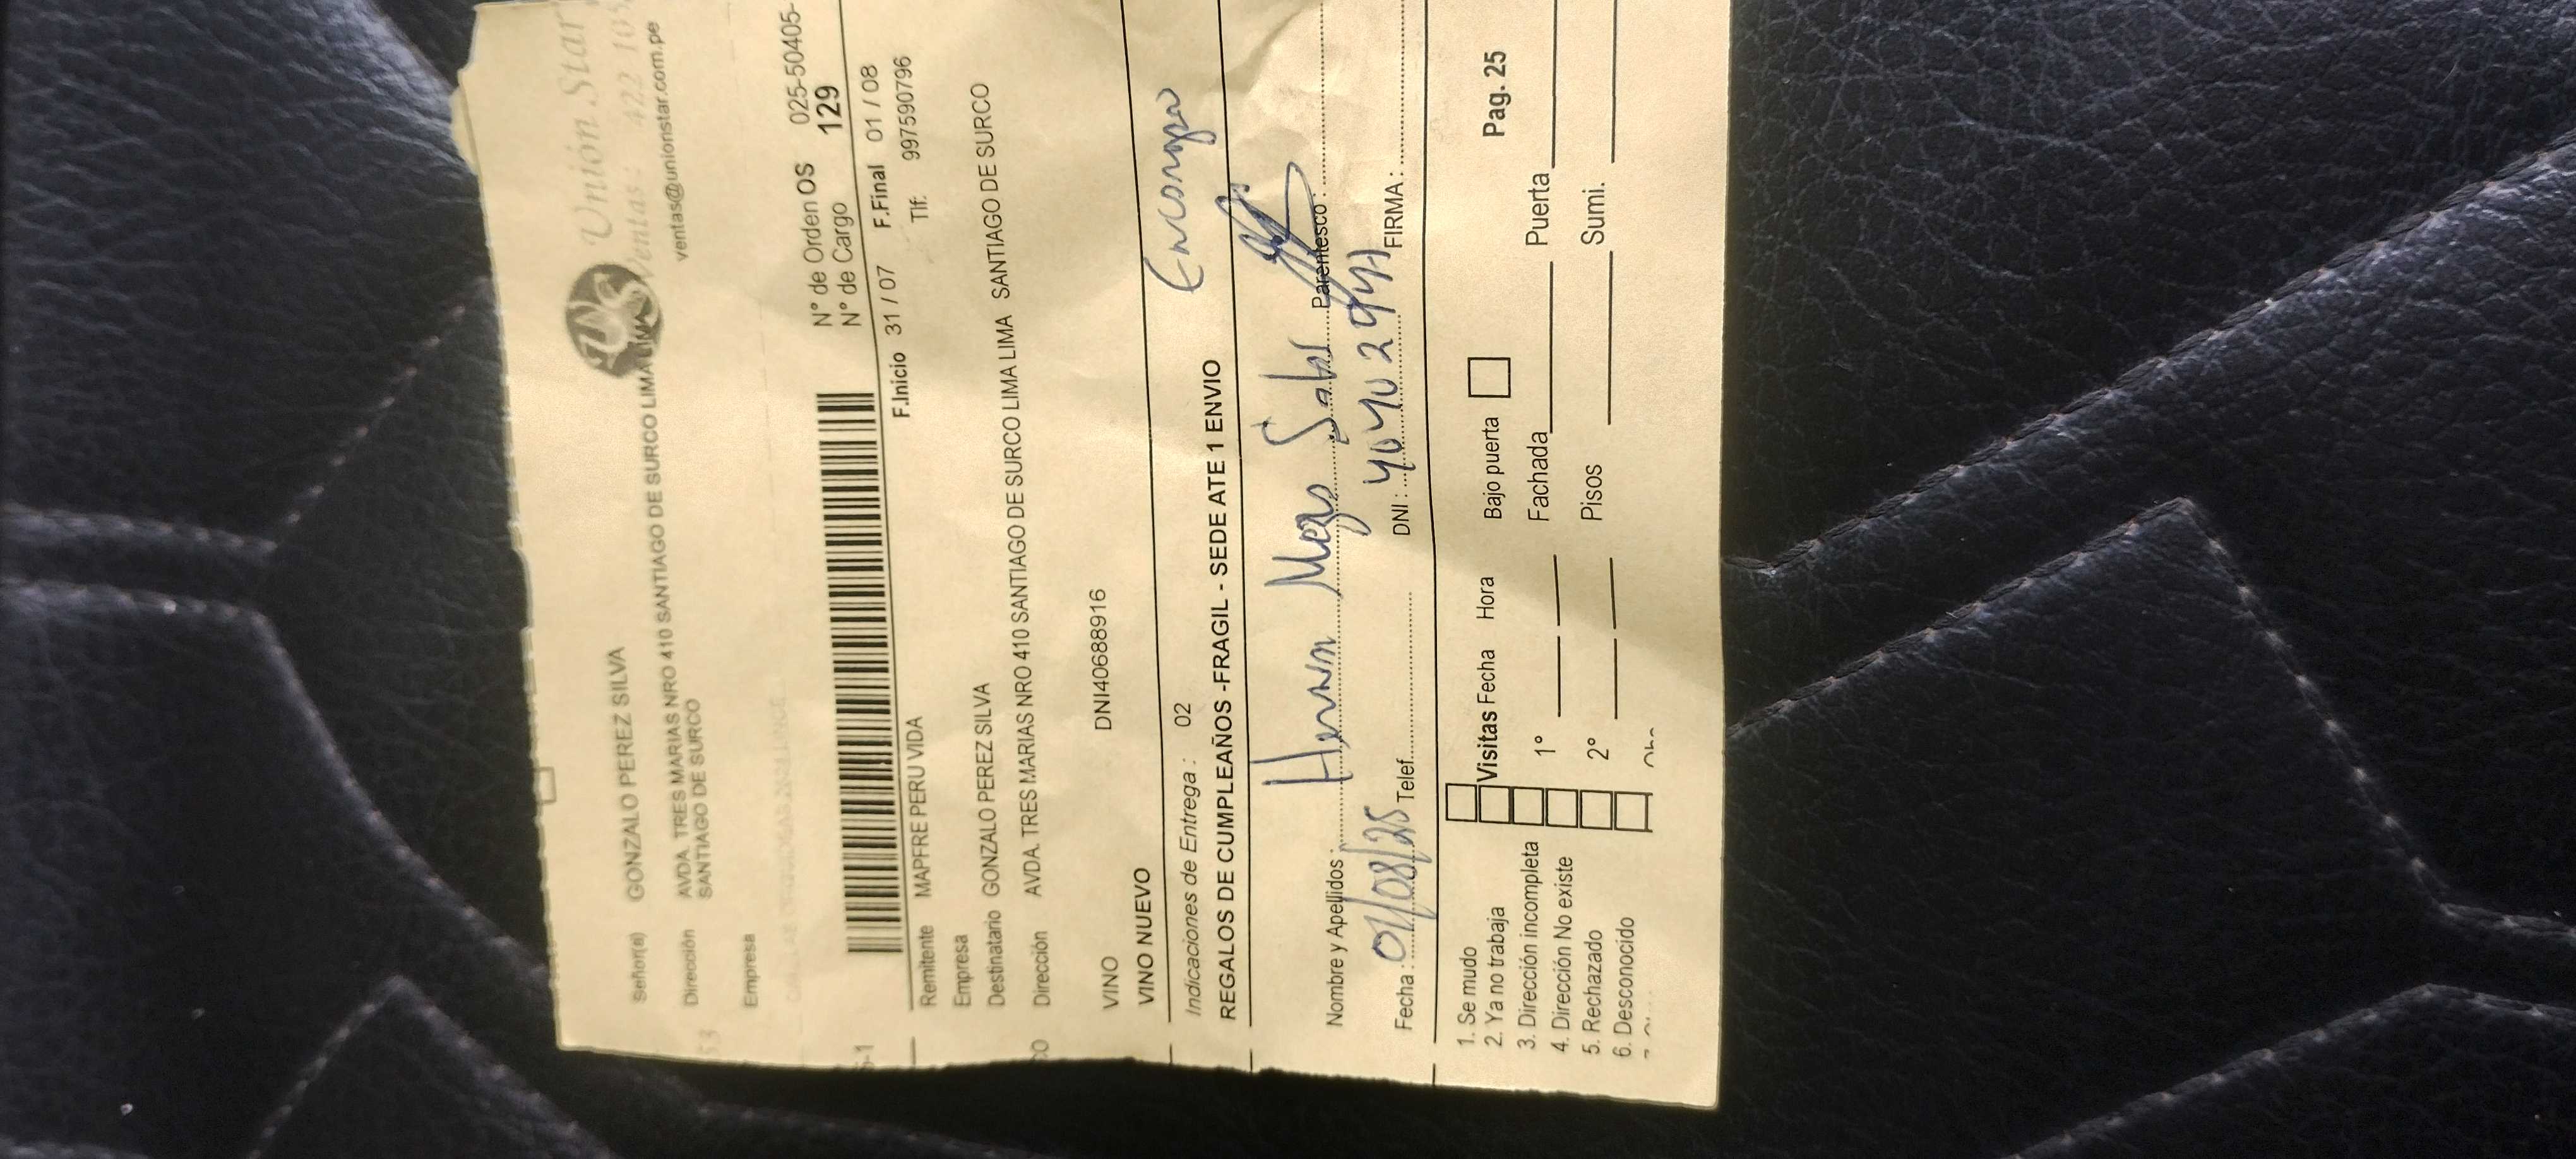 Unión Star
Ventas: 422 10
ventas@unionstar.com.pe
Señor(a) GONZALO PEREZ SILVA
Dirección AVDA. TRES MARIAS NRO 410 SANTIAGO DE SURCO LIMA LIMA
SANTIAGO DE SURCO
Empresa
N° de Orden OS 025-50405-
N° de Cargo 129
F.Inicio 31 / 07 F.Final 01 / 08
Remitente MAPFRE PERU VIDA Tlf. 997590796
Empresa
Destinatario GONZALO PEREZ SILVA
Dirección AVDA. TRES MARIAS NRO 410 SANTIAGO DE SURCO LIMA LIMA SANTIAGO DE SURCO
VINO DNI40688916
VINO NUEVO
Indicaciones de Entrega : 02
REGALOS DE CUMPLEAÑOS -FRAGIL - SEDE ATE 1 ENVIO
Nombre y Apellidos : Parentesco :
Fecha : 01/08/25 Telef. DNI : FIRMA :
1. Se mudo
2. Ya no trabaja
3. Dirección incompleta
4. Dirección No existe
5. Rechazado
6. Desconocido
Visitas Fecha Hora Bajo puerta Pag. 25
1° Fachada Puerta
2° Pisos Sumi.